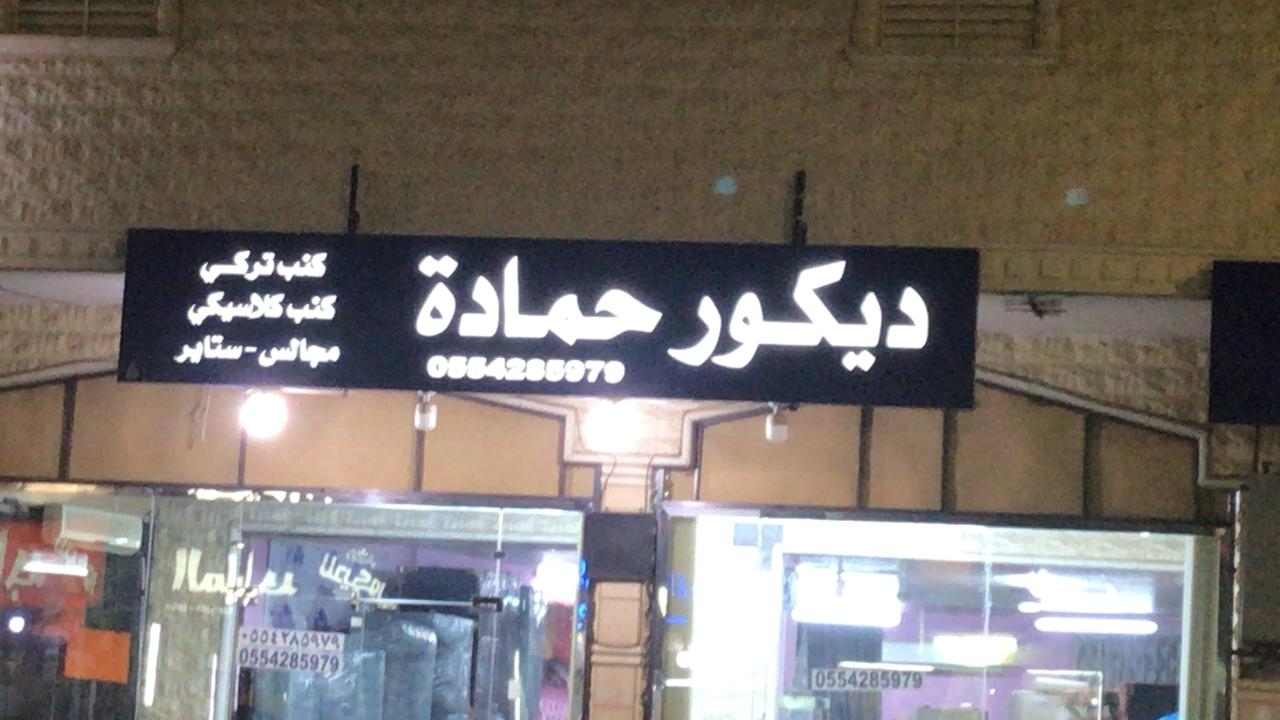 ديكور حمادة
0554285979
كنب تركي
كنب كلاسيكي
مجالس - ستاير
٠٥٥٤٢٨٥٩٧٩
0554285979
0554285979